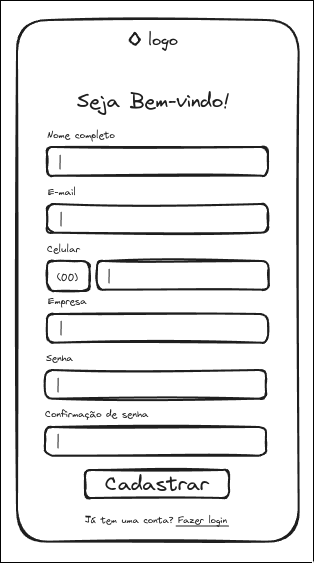 logo
Seja Bem-vindo!
Nome completo
E-mail
Celular
(00)
Empresa
Senha
Confirmação de senha
Cadastrar
Já tem uma conta? Fazer login